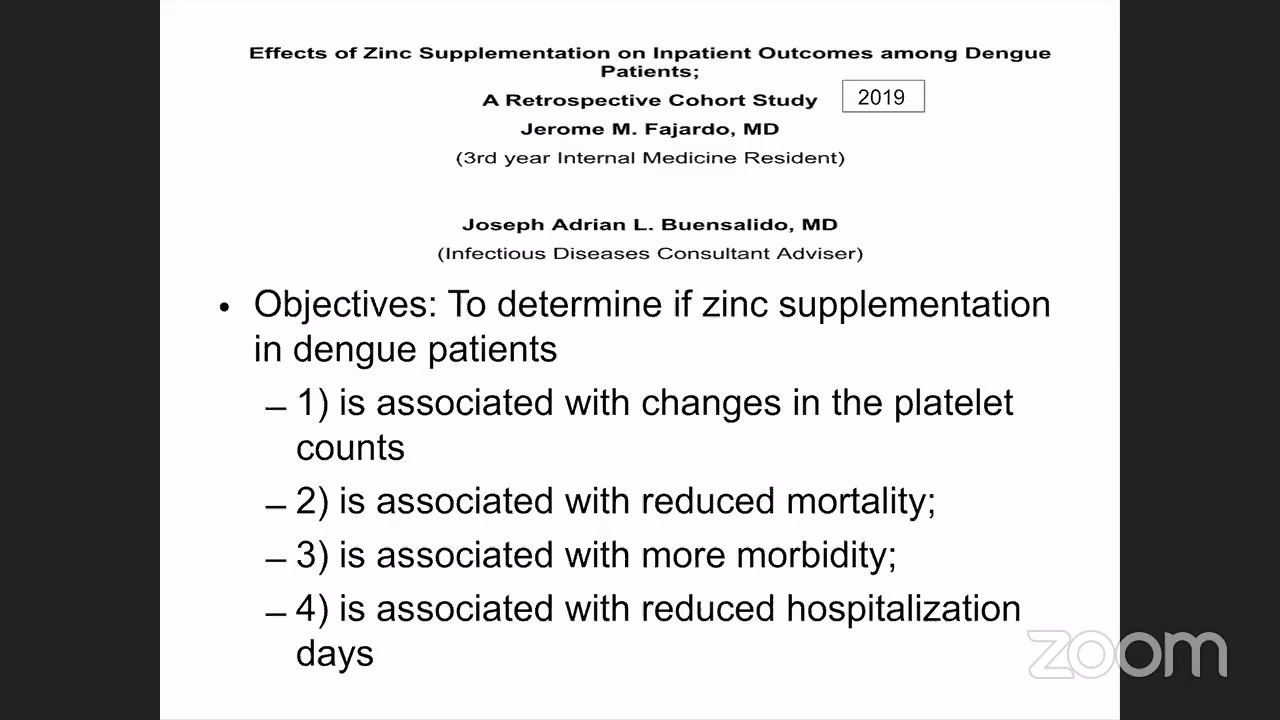 Effects of Zinc Supplementation on Inpatient Outcomes among Dengue
Patients;
A Retrospective Cohort Study
2019
Jerome M. Fajardo, MD
(3rd year Internal Medicine Resident)
Joseph Adrian L. Buensalido, MD
(Infectious Diseases Consultant Adviser)
• Objectives: To determine if zinc supplementation
in dengue patients
– 1) is associated with changes in the platelet
counts
– 2) is associated with reduced mortality;
– 3) is associated with more morbidity;
– 4) is associated with reduced hospitalization
days
zoom